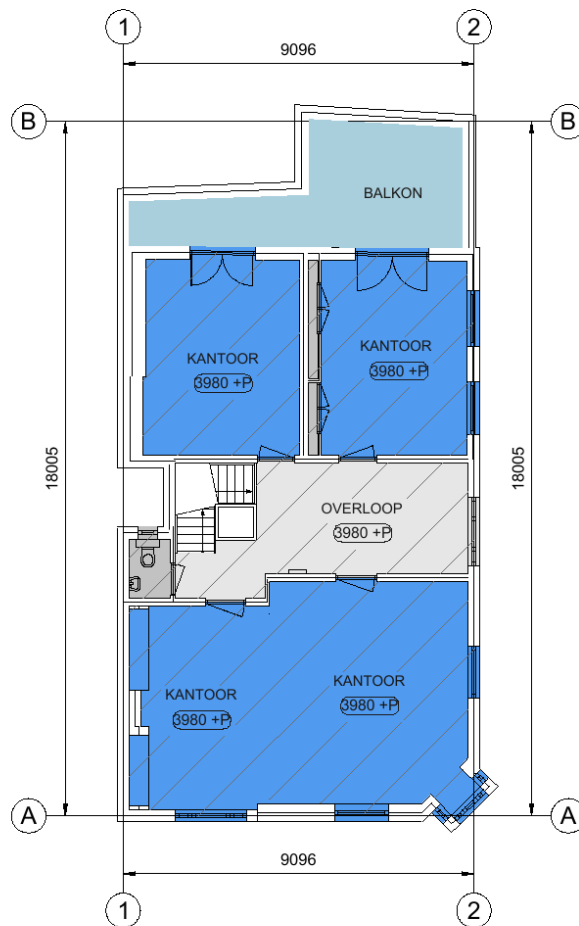 1
2
9096
B
B
BALKON
KANTOOR
3980 +P
KANTOOR
3980 +P
18005
18005
OVERLOOP
3980 +P
KANTOOR
3980 +P
KANTOOR
3980 +P
A
A
9096
1
2